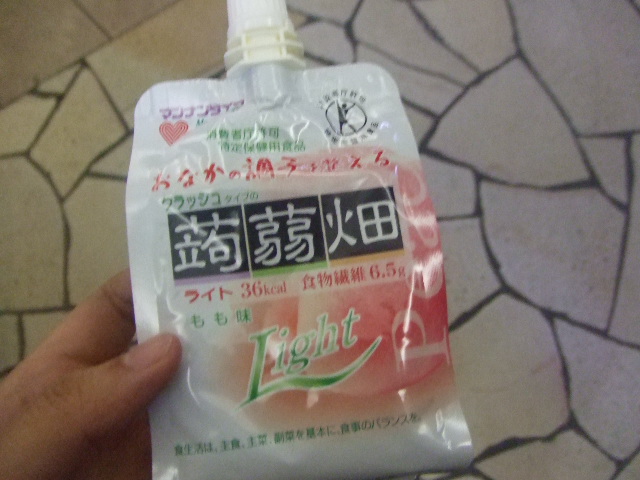 マンナンライフ
消費者庁許可
特定保健用食品
おなかの調子を整える
クラッシュタイプの
蒟蒻畑
ライト 36kcal 食物繊維6.5g
もも味
Light
Peach
食生活は、主食、主菜、副菜を基本に、食事のバランスを。